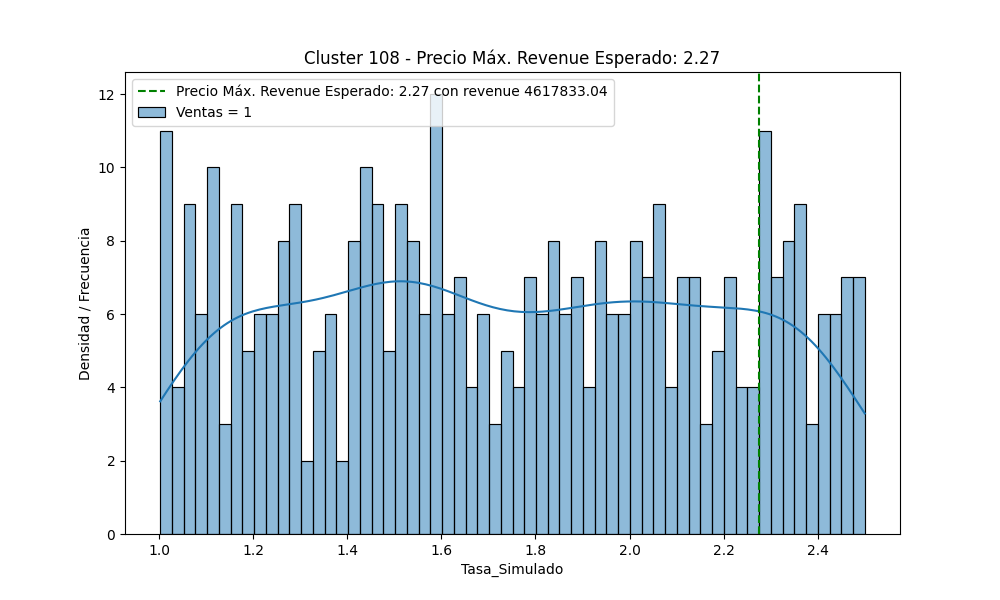 Cluster 108 - Precio Máx. Revenue Esperado: 2.27
Precio Máx. Revenue Esperado: 2.27 con revenue 4617833.04
Ventas = 1
Densidad / Frecuencia
12
10
8
6
4
2
0
1.0 1.2 1.4 1.6 1.8 2.0 2.2 2.4
Tasa_Simulado